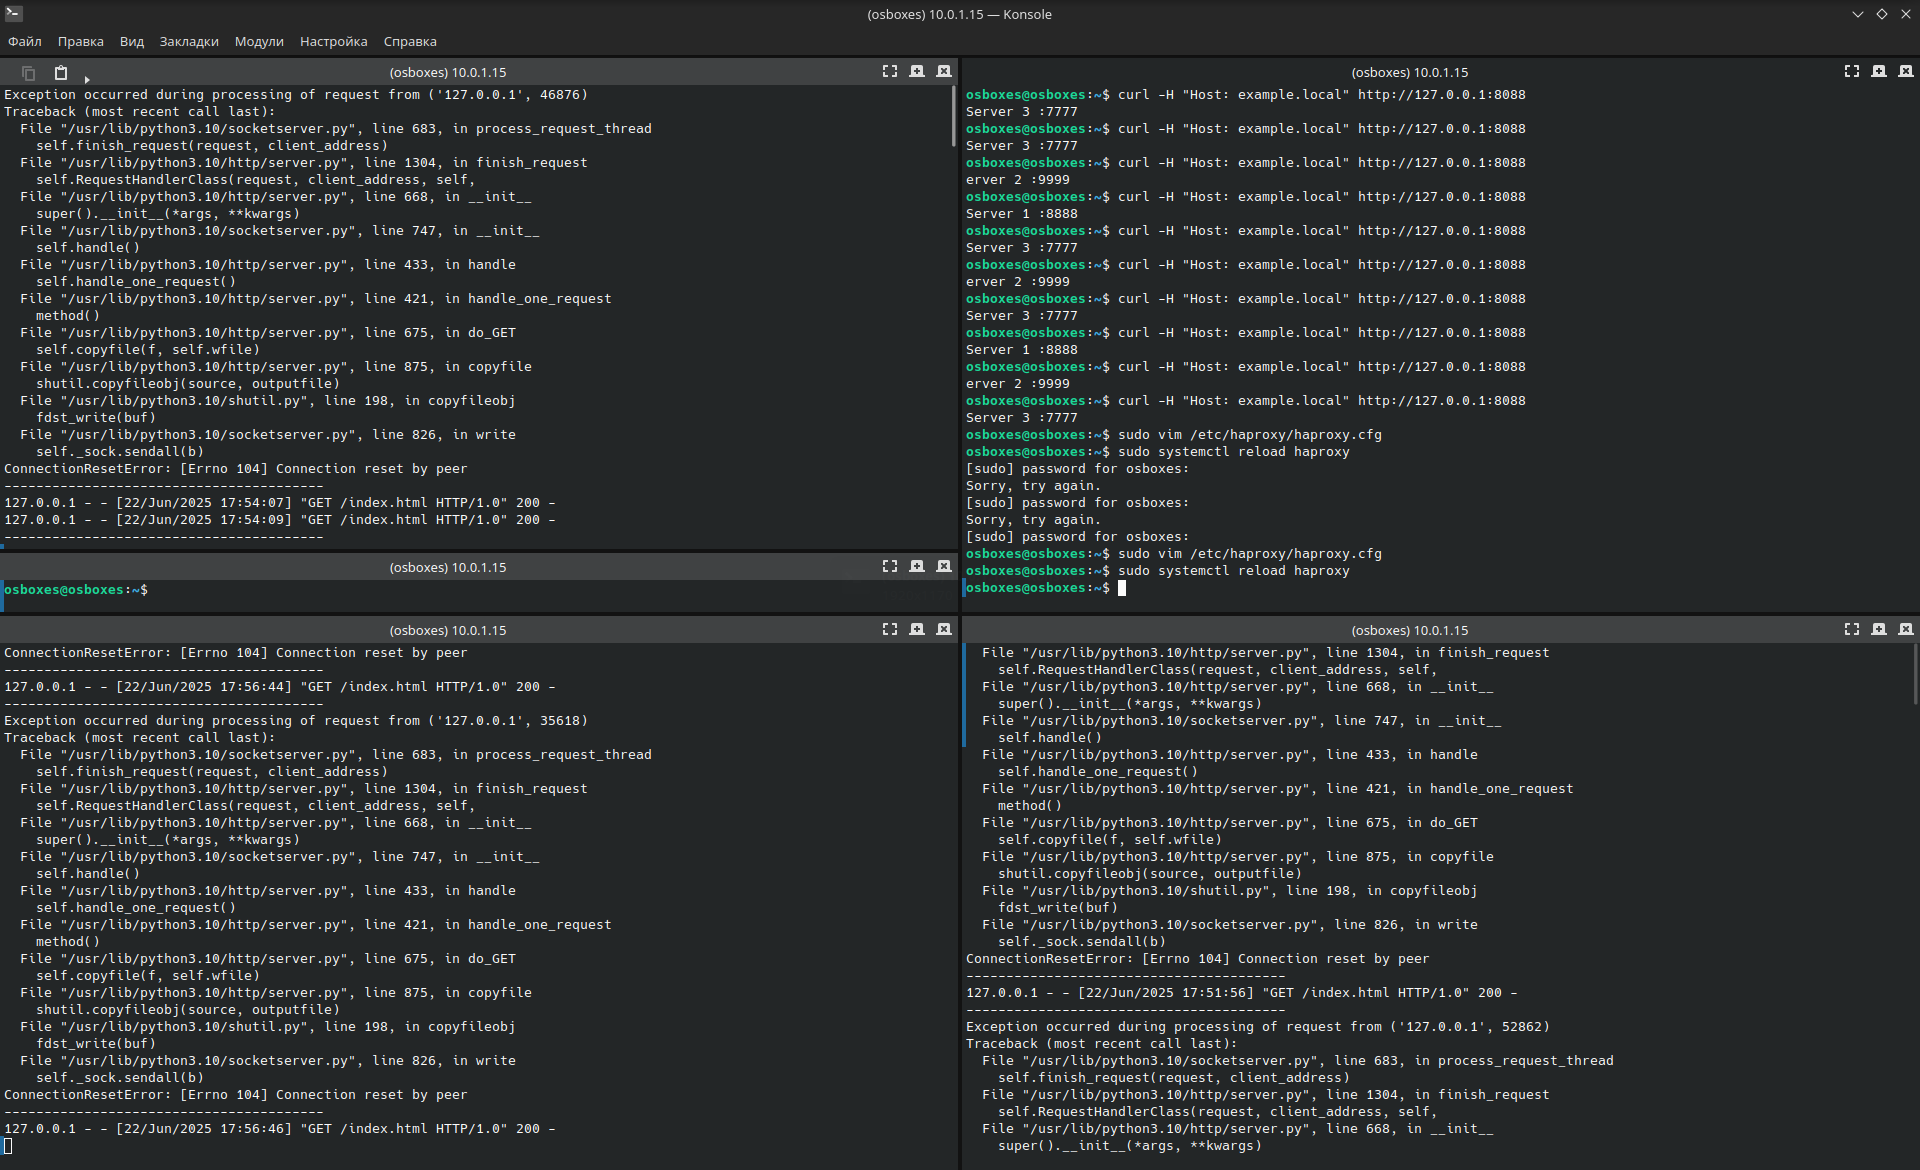 (osboxes) 10.0.1.15 — Konsole
Файл Правка Вид Закладки Модули Настройка Справка
(osboxes) 10.0.1.15
Exception occurred during processing of request from ('127.0.0.1', 46876)
Traceback (most recent call last):
  File "/usr/lib/python3.10/socketserver.py", line 683, in process_request_thread
    self.finish_request(request, client_address)
  File "/usr/lib/python3.10/http/server.py", line 1304, in finish_request
    self.RequestHandlerClass(request, client_address, self,
  File "/usr/lib/python3.10/http/server.py", line 668, in __init__
    super().__init__(*args, **kwargs)
  File "/usr/lib/python3.10/socketserver.py", line 747, in __init__
    self.handle()
  File "/usr/lib/python3.10/http/server.py", line 433, in handle
    self.handle_one_request()
  File "/usr/lib/python3.10/http/server.py", line 421, in handle_one_request
    method()
  File "/usr/lib/python3.10/http/server.py", line 675, in do_GET
    self.copyfile(f, self.wfile)
  File "/usr/lib/python3.10/http/server.py", line 875, in copyfile
    shutil.copyfileobj(source, outputfile)
  File "/usr/lib/python3.10/shutil.py", line 198, in copyfileobj
    fdst_write(buf)
  File "/usr/lib/python3.10/socketserver.py", line 826, in write
    self._sock.sendall(b)
ConnectionResetError: [Errno 104] Connection reset by peer
----------------------------------------
127.0.0.1 - - [22/Jun/2025 17:54:07] "GET /index.html HTTP/1.0" 200 -
127.0.0.1 - - [22/Jun/2025 17:54:09] "GET /index.html HTTP/1.0" 200 -
----------------------------------------
(osboxes) 10.0.1.15
osboxes@osboxes:~$
(osboxes) 10.0.1.15
osboxes@osboxes:~$ curl -H "Host: example.local" http://127.0.0.1:8088
Server 3 :7777
osboxes@osboxes:~$ curl -H "Host: example.local" http://127.0.0.1:8088
Server 3 :7777
osboxes@osboxes:~$ curl -H "Host: example.local" http://127.0.0.1:8088
erver 2 :9999
osboxes@osboxes:~$ curl -H "Host: example.local" http://127.0.0.1:8088
Server 1 :8888
osboxes@osboxes:~$ curl -H "Host: example.local" http://127.0.0.1:8088
Server 3 :7777
osboxes@osboxes:~$ curl -H "Host: example.local" http://127.0.0.1:8088
erver 2 :9999
osboxes@osboxes:~$ curl -H "Host: example.local" http://127.0.0.1:8088
Server 3 :7777
osboxes@osboxes:~$ curl -H "Host: example.local" http://127.0.0.1:8088
Server 1 :8888
osboxes@osboxes:~$ curl -H "Host: example.local" http://127.0.0.1:8088
erver 2 :9999
osboxes@osboxes:~$ curl -H "Host: example.local" http://127.0.0.1:8088
Server 3 :7777
osboxes@osboxes:~$ sudo vim /etc/haproxy/haproxy.cfg
osboxes@osboxes:~$ sudo systemctl reload haproxy
[sudo] password for osboxes:
Sorry, try again.
[sudo] password for osboxes:
Sorry, try again.
[sudo] password for osboxes:
osboxes@osboxes:~$ sudo vim /etc/haproxy/haproxy.cfg
osboxes@osboxes:~$ sudo systemctl reload haproxy
osboxes@osboxes:~$
(osboxes) 10.0.1.15
ConnectionResetError: [Errno 104] Connection reset by peer
----------------------------------------
127.0.0.1 - - [22/Jun/2025 17:56:44] "GET /index.html HTTP/1.0" 200 -
----------------------------------------
Exception occurred during processing of request from ('127.0.0.1', 35618)
Traceback (most recent call last):
  File "/usr/lib/python3.10/socketserver.py", line 683, in process_request_thread
    self.finish_request(request, client_address)
  File "/usr/lib/python3.10/http/server.py", line 1304, in finish_request
    self.RequestHandlerClass(request, client_address, self,
  File "/usr/lib/python3.10/http/server.py", line 668, in __init__
    super().__init__(*args, **kwargs)
  File "/usr/lib/python3.10/socketserver.py", line 747, in __init__
    self.handle()
  File "/usr/lib/python3.10/http/server.py", line 433, in handle
    self.handle_one_request()
  File "/usr/lib/python3.10/http/server.py", line 421, in handle_one_request
    method()
  File "/usr/lib/python3.10/http/server.py", line 675, in do_GET
    self.copyfile(f, self.wfile)
  File "/usr/lib/python3.10/http/server.py", line 875, in copyfile
    shutil.copyfileobj(source, outputfile)
  File "/usr/lib/python3.10/shutil.py", line 198, in copyfileobj
    fdst_write(buf)
  File "/usr/lib/python3.10/socketserver.py", line 826, in write
    self._sock.sendall(b)
ConnectionResetError: [Errno 104] Connection reset by peer
----------------------------------------
127.0.0.1 - - [22/Jun/2025 17:56:46] "GET /index.html HTTP/1.0" 200 -
(osboxes) 10.0.1.15
  File "/usr/lib/python3.10/http/server.py", line 1304, in finish_request
    self.RequestHandlerClass(request, client_address, self,
  File "/usr/lib/python3.10/http/server.py", line 668, in __init__
    super().__init__(*args, **kwargs)
  File "/usr/lib/python3.10/socketserver.py", line 747, in __init__
    self.handle()
  File "/usr/lib/python3.10/http/server.py", line 433, in handle
    self.handle_one_request()
  File "/usr/lib/python3.10/http/server.py", line 421, in handle_one_request
    method()
  File "/usr/lib/python3.10/http/server.py", line 675, in do_GET
    self.copyfile(f, self.wfile)
  File "/usr/lib/python3.10/http/server.py", line 875, in copyfile
    shutil.copyfileobj(source, outputfile)
  File "/usr/lib/python3.10/shutil.py", line 198, in copyfileobj
    fdst_write(buf)
  File "/usr/lib/python3.10/socketserver.py", line 826, in write
    self._sock.sendall(b)
ConnectionResetError: [Errno 104] Connection reset by peer
----------------------------------------
127.0.0.1 - - [22/Jun/2025 17:51:56] "GET /index.html HTTP/1.0" 200 -
----------------------------------------
Exception occurred during processing of request from ('127.0.0.1', 52862)
Traceback (most recent call last):
  File "/usr/lib/python3.10/socketserver.py", line 683, in process_request_thread
    self.finish_request(request, client_address)
  File "/usr/lib/python3.10/http/server.py", line 1304, in finish_request
    self.RequestHandlerClass(request, client_address, self,
  File "/usr/lib/python3.10/http/server.py", line 668, in __init__
    super().__init__(*args, **kwargs)